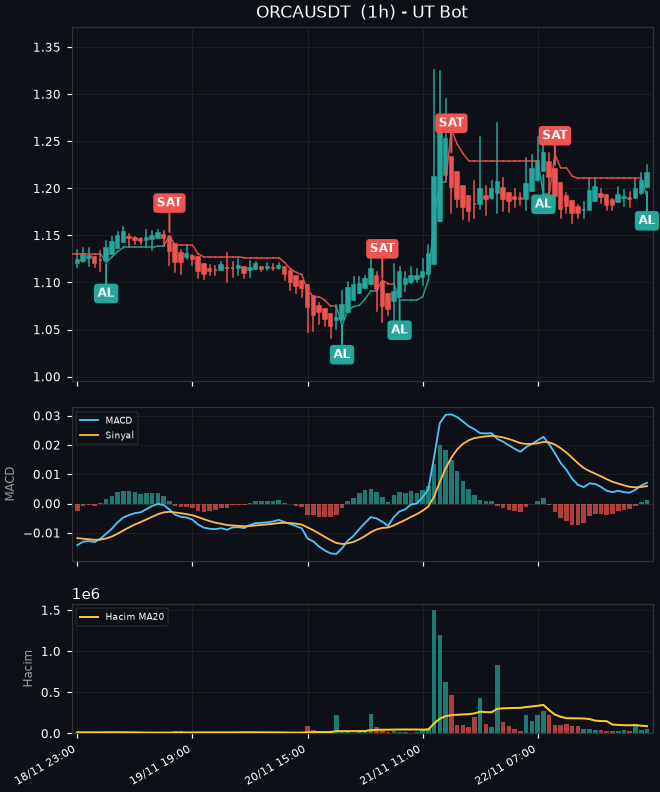 ORCAUSDT (1h) - UT Bot
1.35
1.30
1.25
1.20
1.15
1.10
1.05
1.00
SAT
SAT
SAT
SAT
AL
AL
AL
AL
AL
MACD
0.03
0.02
0.01
0.00
−0.01
MACD
Sinyal
1e6
Hacim
1.5
1.0
0.5
0.0
Hacim MA20
18/11 23:00
19/11 19:00
20/11 15:00
21/11 11:00
22/11 07:00